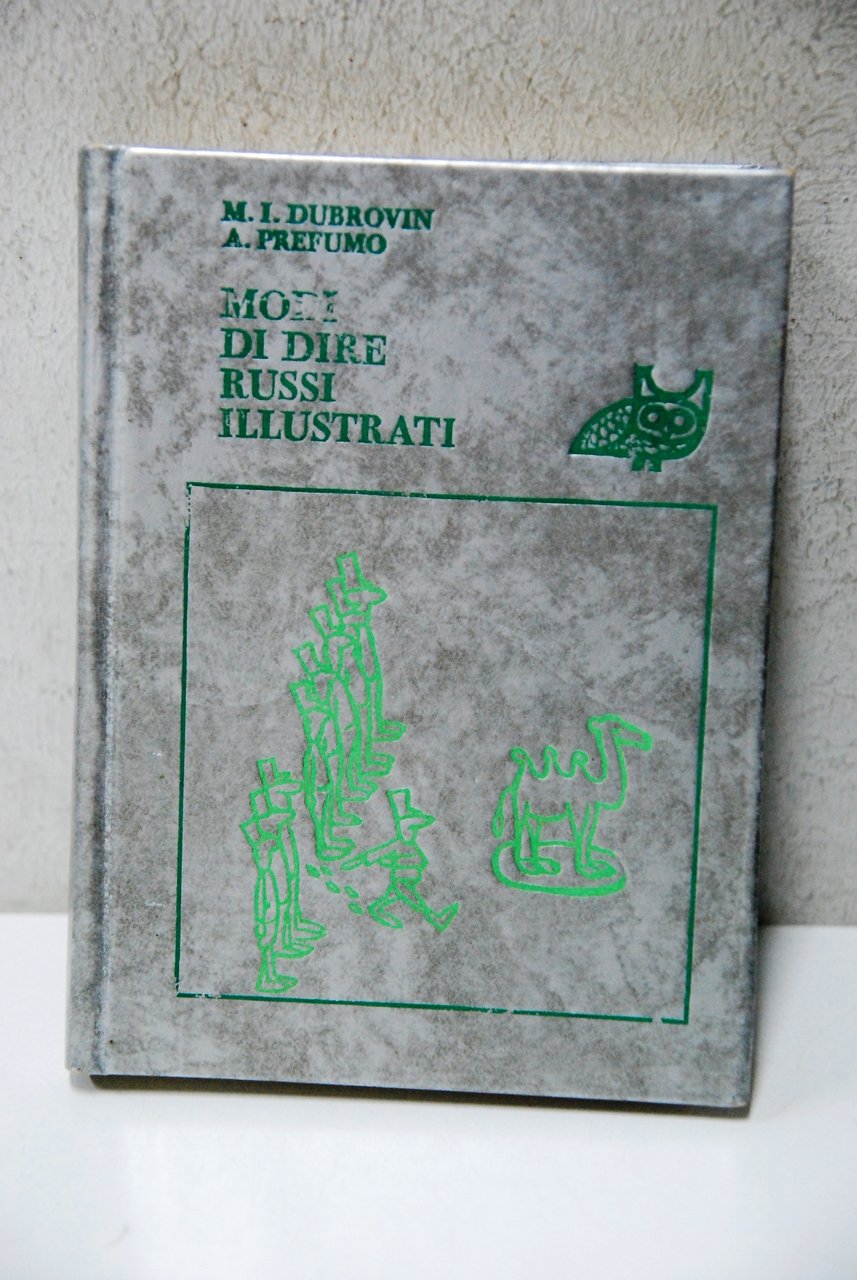 M. I. DUBROVIN
A. PREFUMO
MODI
DI DIRE
RUSSI
ILLUSTRATI